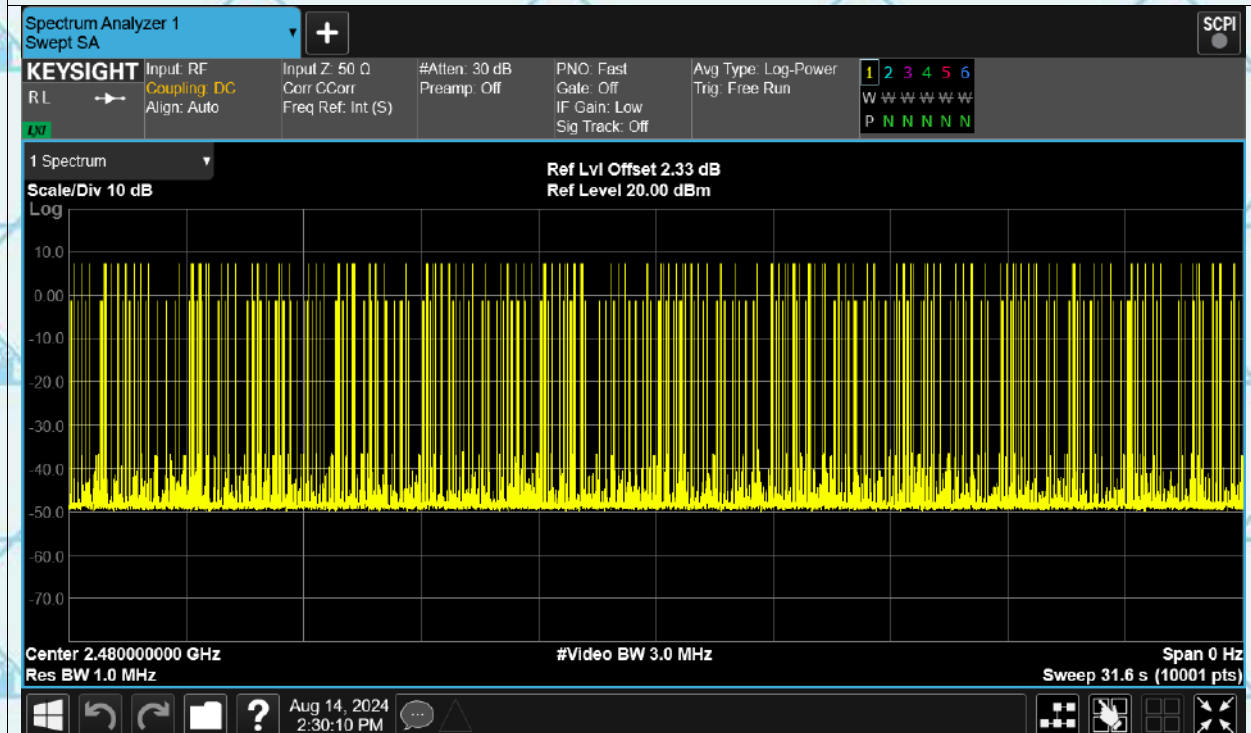 Spectrum Analyzer 1
Swept SA
+
SCPI
KEYSIGHT
RL
LXI
Input: RF
Coupling: DC
Align: Auto
Input Z: 50 Ω
Corr CCorr
Freq Ref: Int (S)
#Atten: 30 dB
Preamp: Off
PNO: Fast
Gate: Off
IF Gain: Low
Sig Track: Off
Avg Type: Log-Power
Trig: Free Run
1 2 3 4 5 6
W W W W W W
P N N N N N
1 Spectrum
Scale/Div 10 dB
Ref Lvl Offset 2.33 dB
Ref Level 20.00 dBm
Log
10.0
0.00
-10.0
-20.0
-30.0
-40.0
-50.0
-60.0
-70.0
Center 2.480000000 GHz
#Video BW 3.0 MHz
Span 0 Hz
Res BW 1.0 MHz
Sweep 31.6 s (10001 pts)
?
Aug 14, 2024
2:30:10 PM